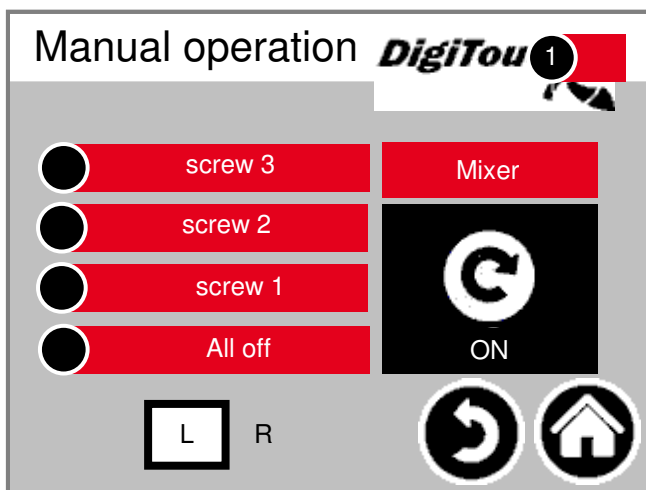 Manual operation
DigiTou
1
screw 3
Mixer
screw 2
screw 1
All off
ON
L R